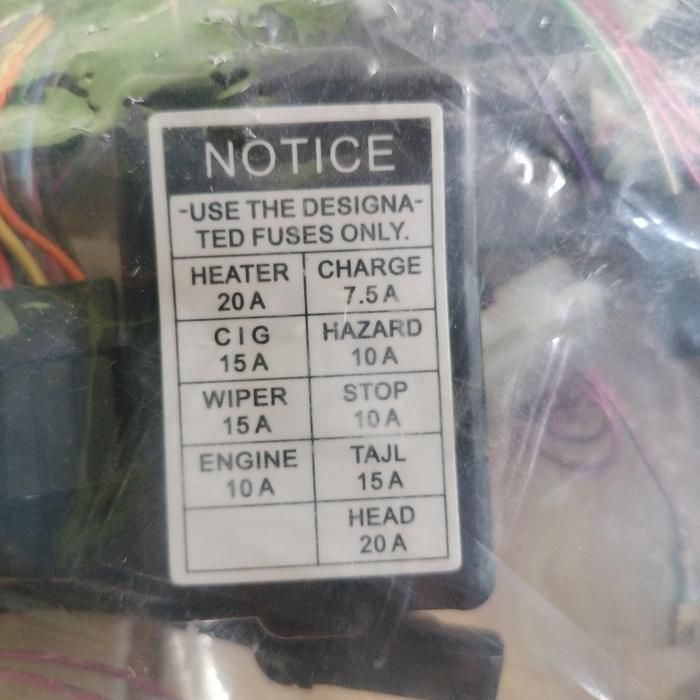 NOTICE
-USE THE DESIGNA-
TED FUSES ONLY.
HEATER
20 A
CHARGE
7.5 A
C I G
15 A
HAZARD
10 A
WIPER
15 A
STOP
10 A
ENGINE
10 A
TAJL
15 A
HEAD
20 A